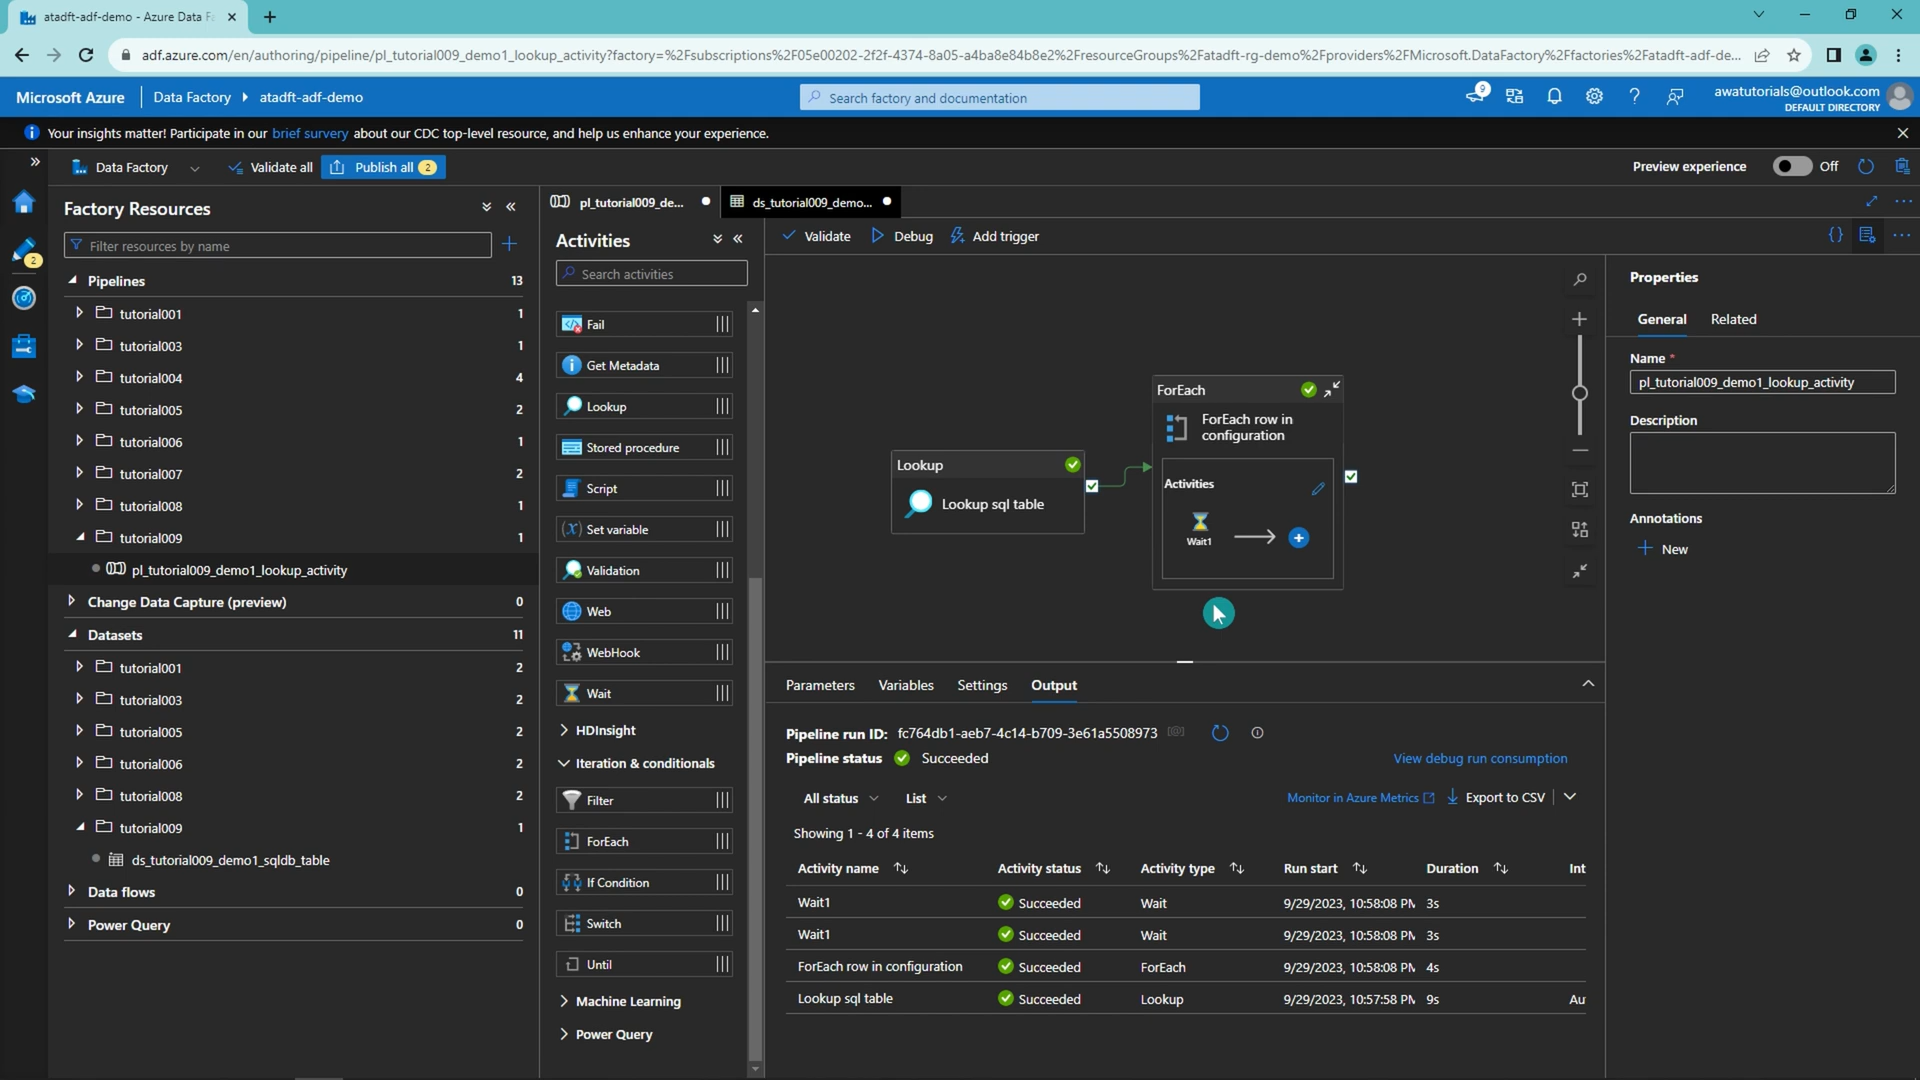 atadft-adf-demo - Azure Data Fa
adf.azure.com/en/authoring/pipeline/pl_tutorial009_demo1_lookup_activity?factory=%2Fsubscriptions%2F05e00202-2f2f-4374-8a05-a4ba8e84b8e2%2FresourceGroups%2Fatadft-rg-demo%2Fproviders%2FMicrosoft.DataFactory%2Ffactories%2Fatadft-adf-de...
Microsoft Azure Data Factory atadft-adf-demo Search factory and documentation 9 awatutorials@outlook.com
DEFAULT DIRECTORY
Your insights matter! Participate in our brief survey about our CDC top-level resource, and help us enhance your experience.
Data Factory Validate all Publish all 2 Preview experience Off
2
Factory Resources
Filter resources by name
Pipelines 13
tutorial001 1
tutorial003 1
tutorial004 4
tutorial005 2
tutorial006 1
tutorial007 2
tutorial008 1
tutorial009 1
pl_tutorial009_demo1_lookup_activity
Change Data Capture (preview) 0
Datasets 11
tutorial001 2
tutorial003 2
tutorial005 2
tutorial006 2
tutorial008 2
tutorial009 1
ds_tutorial009_demo1_sqldb_table
Data flows 0
Power Query 0
pl_tutorial009_de... ds_tutorial009_demo...
Activities
Search activities
Fail
Get Metadata
Lookup
Stored procedure
Script
Set variable
Validation
Web
WebHook
Wait
HDInsight
Iteration & conditionals
Filter
ForEach
If Condition
Switch
Until
Machine Learning
Power Query
Validate Debug Add trigger
Lookup
Lookup sql table
ForEach
ForEach row in
configuration
Activities
Wait1
Parameters Variables Settings Output
Pipeline run ID: fc764db1-aeb7-4c14-b709-3e61a5508973
Pipeline status Succeeded View debug run consumption
All status List Monitor in Azure Metrics Export to CSV
Showing 1 - 4 of 4 items
Activity name Activity status Activity type Run start Duration Int
Wait1 Succeeded Wait 9/29/2023, 10:58:08 PM 3s
Wait1 Succeeded Wait 9/29/2023, 10:58:08 PM 3s
ForEach row in configuration Succeeded ForEach 9/29/2023, 10:58:08 PM 4s
Lookup sql table Succeeded Lookup 9/29/2023, 10:57:58 PM 9s Au
Properties
General Related
Name *
pl_tutorial009_demo1_lookup_activity
Description
Annotations
New